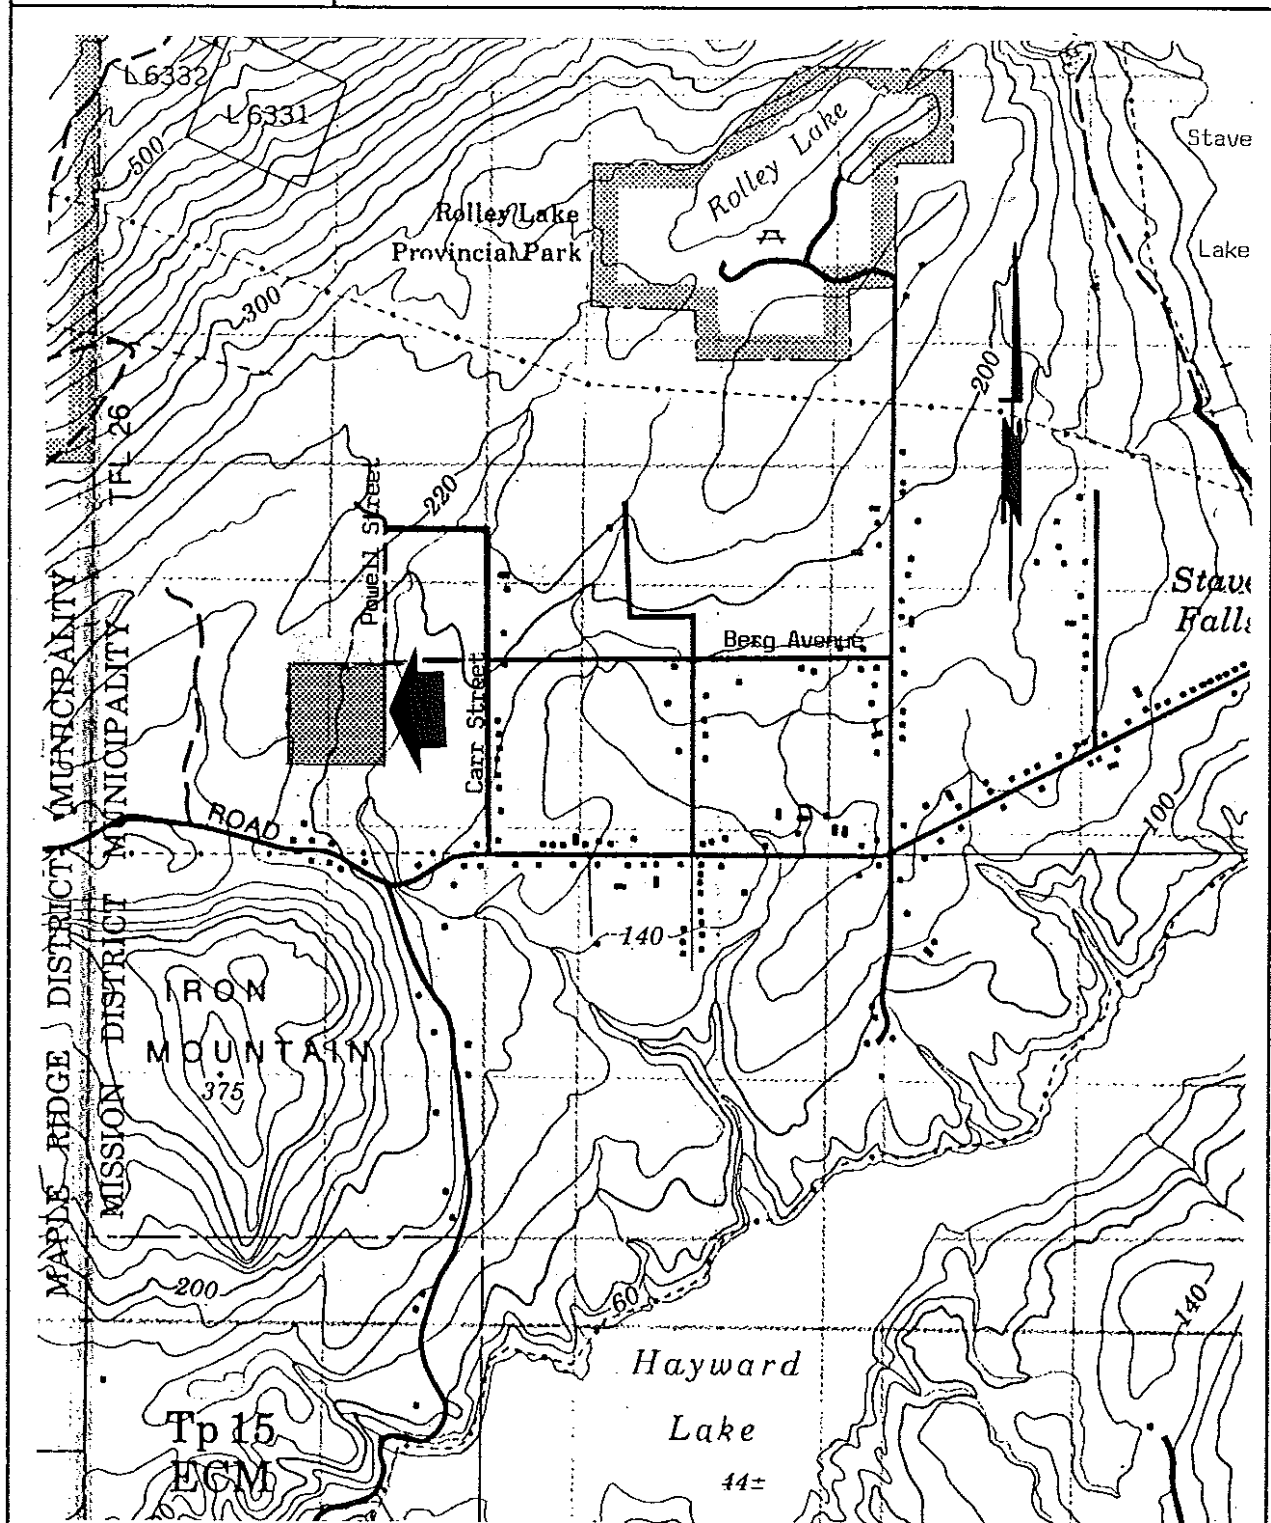 L 6332
L 6331
500
Rolley Lake
Stave
Lake
Rolley Lake
Provincial Park
300
200
TFL 26
220
Powell Street
Stave
Falls
Berg Avenue
Carr Street
MAPLE RIDGE DISTRICT MUNICIPALITY
MISSION DISTRICT MUNICIPALITY
ROAD
100
140
IRON
MOUNTAIN
375
200
60
140
Hayward
Lake
44±
Tp 15
ECM